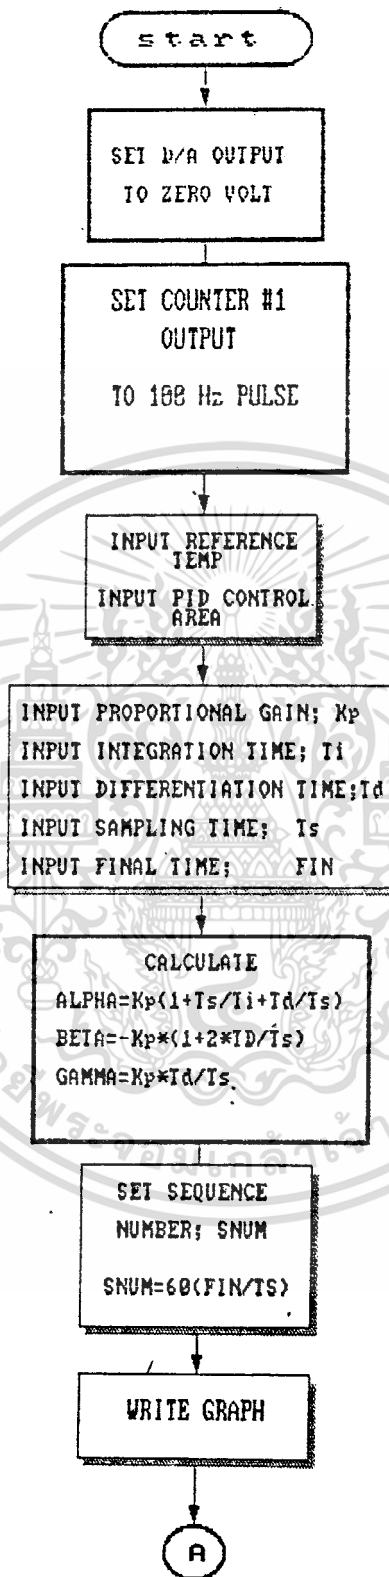 start
SET D/A OUTPUT
TO ZERO VOLT
SET COUNTER #1
OUTPUT
TO 100 Hz PULSE
INPUT REFERENCE
TEMP
INPUT PID CONTROL
AREA
INPUT PROPORTIONAL GAIN; Kp
INPUT INTEGRATION TIME; Ti
INPUT DIFFERENTIATION TIME;Td
INPUT SAMPLING TIME; Ts
INPUT FINAL TIME; FIN
CALCULATE
ALPHA=Kp(1+Ts/Ti+Td/Ts)
BETA=-Kp*(1+2*TD/Ts)
GAMMA=Kp*Td/Ts
SET SEQUENCE
NUMBER; SNUM
SNUM=60(FIN/TS)
WRITE GRAPH
A